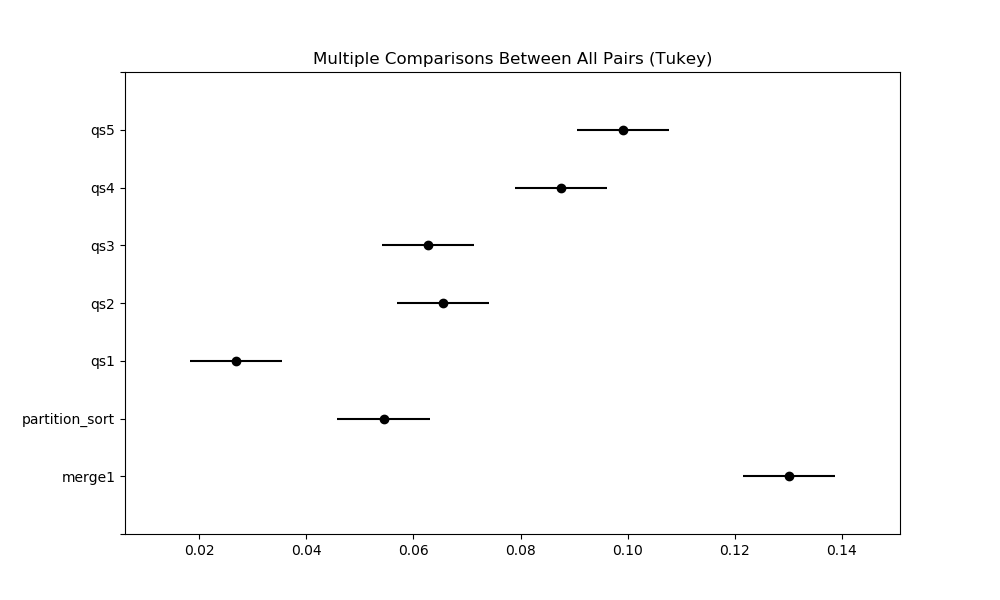 Multiple Comparisons Between All Pairs (Tukey)
qs5
qs4
qs3
qs2
qs1
partition_sort
merge1
0.02 0.04 0.06 0.08 0.10 0.12 0.14